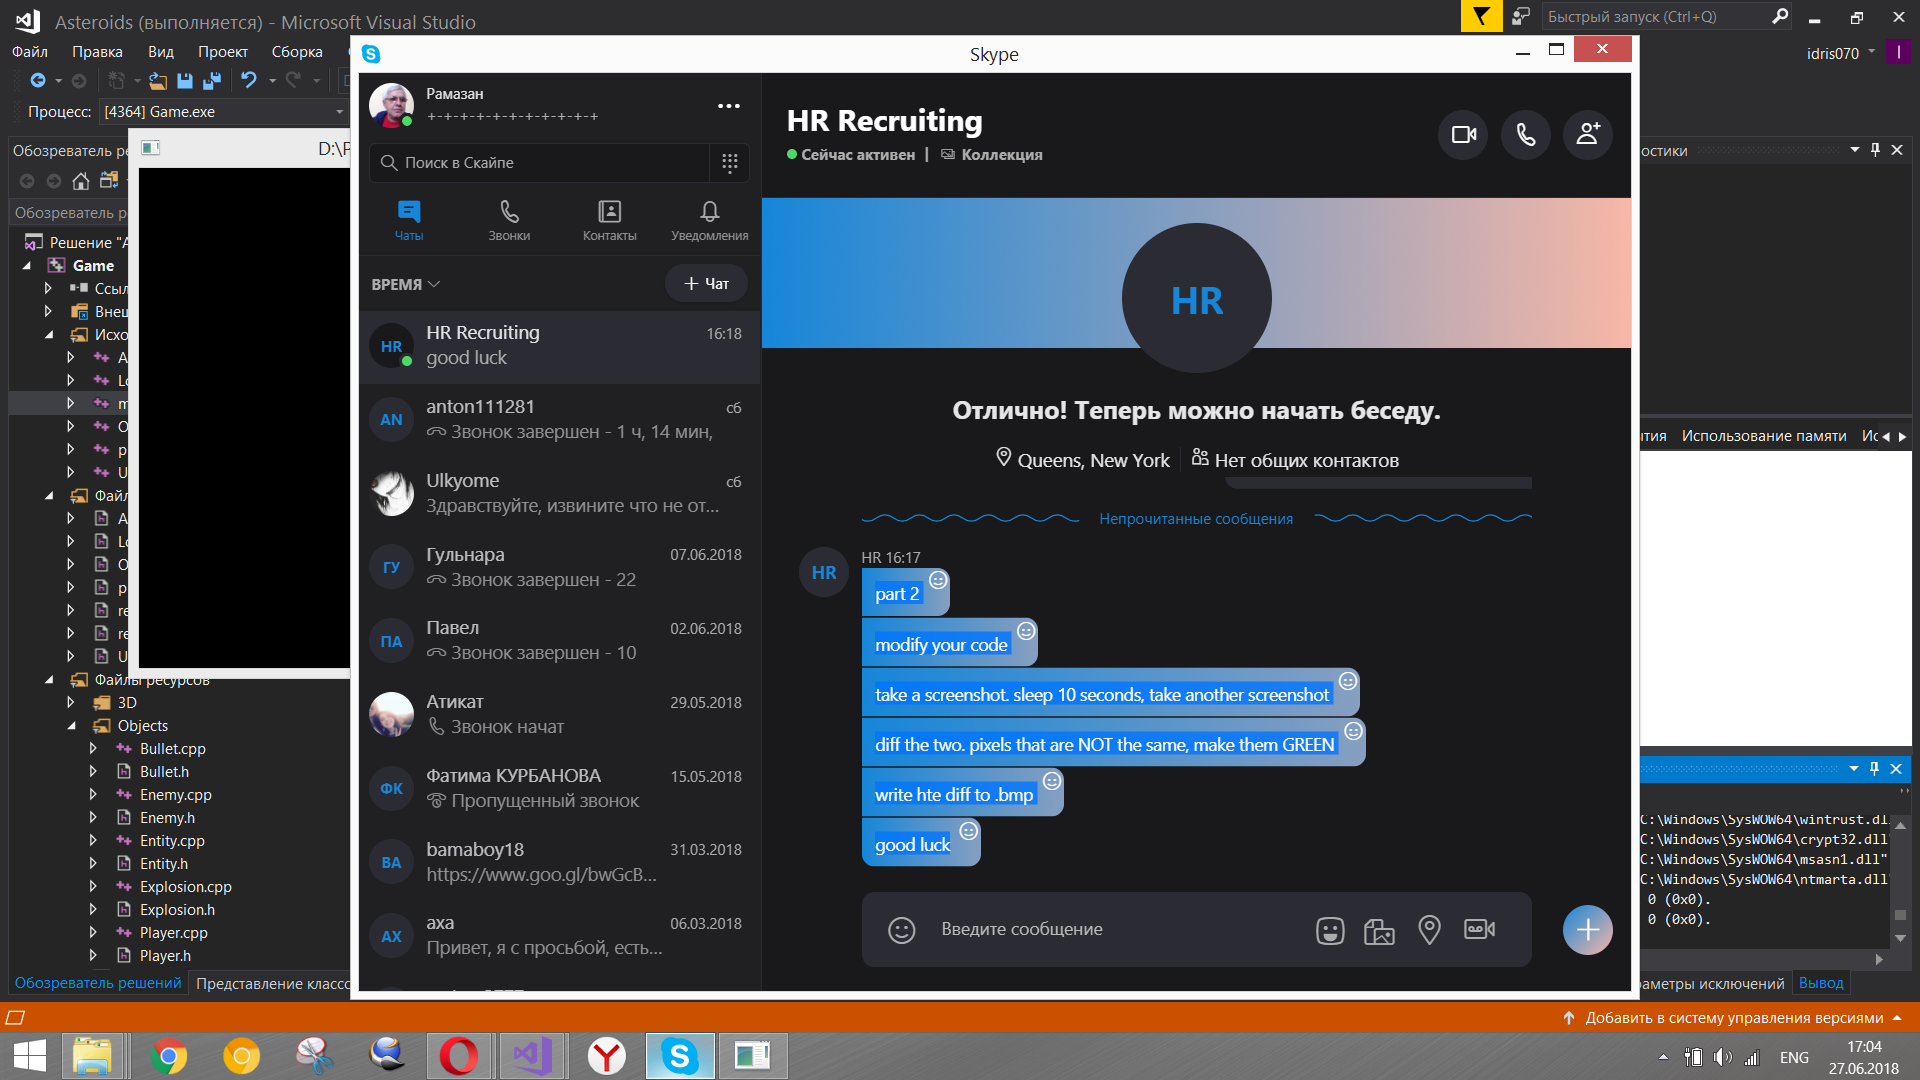 Asteroids (выполняется) - Microsoft Visual Studio
Быстрый запуск (Ctrl+Q)
Файл Правка Вид Проект Сборка
idris070
I
Процесс: [4364] Game.exe
Обозреватель ре
D:\P
Обозреватель р
Решение "А
Game
Ссыл
Внеш
Исхо
A
Lo
m
O
p
U
Файл
A
Lo
O
p
re
re
U
Файлы ресурсов
3D
Objects
Bullet.cpp
Bullet.h
Enemy.cpp
Enemy.h
Entity.cpp
Entity.h
Explosion.cpp
Explosion.h
Player.cpp
Player.h
Обозреватель решений Представление классо
Skype
Рамазан
+-+-+-+-+-+-+-+-+-+-+
Поиск в Скайпе
Чаты Звонки Контакты Уведомления
ВРЕМЯ
+ Чат
HR
HR Recruiting 16:18
good luck
AN
anton111281 сб
Звонок завершен - 1 ч, 14 мин,
Ulkyome сб
Здравствуйте, извините что не от...
ГУ
Гульнара 07.06.2018
Звонок завершен - 22
ПА
Павел 02.06.2018
Звонок завершен - 10
Атикат 29.05.2018
Звонок начат
ФК
Фатима КУРБАНОВА 15.05.2018
Пропущенный звонок
BA
bamaboy18 31.03.2018
https://www.goo.gl/bwGcB...
АХ
аха 06.03.2018
Привет, я с просьбой, есть...
HR Recruiting
Сейчас активен | Коллекция
HR
Отлично! Теперь можно начать беседу.
Queens, New York Нет общих контактов
Непрочитанные сообщения
HR
HR 16:17
part 2
modify your code
take a screenshot. sleep 10 seconds, take another screenshot
diff the two. pixels that are NOT the same, make them GREEN
write hte diff to .bmp
good luck
Введите сообщение
остики
тия Использование памяти Ис
C:\Windows\SysWOW64\wintrust.dl
C:\Windows\SysWOW64\crypt32.dll
C:\Windows\SysWOW64\msasn1.dll"
C:\Windows\SysWOW64\ntmarta.dll
0 (0x0).
0 (0x0).
аметры исключений Вывод
Добавить в систему управления версиями
ENG
17:04
27.06.2018